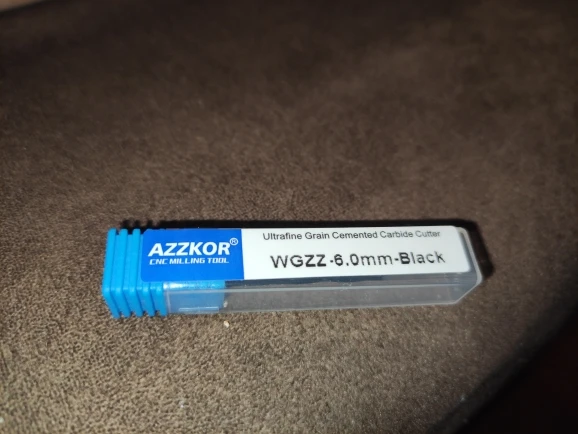 AZZKOR®
CNC MILLING TOOL
Ultrafine Grain Cemented Carbide Cutter
WGZZ-6.0mm-Black